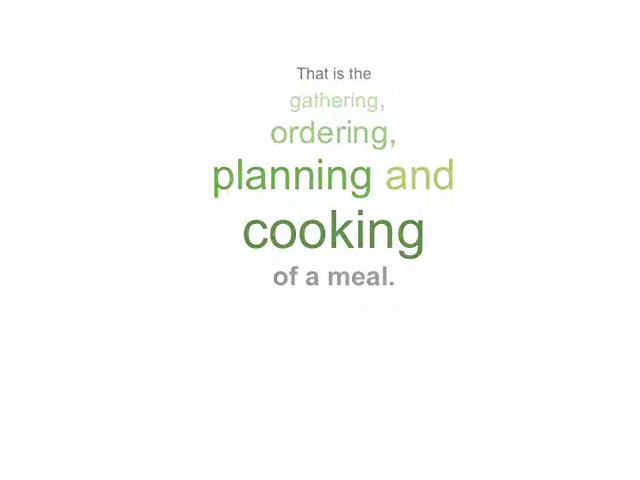 That is the
gathering,
ordering,
planning and
cooking
of a meal.